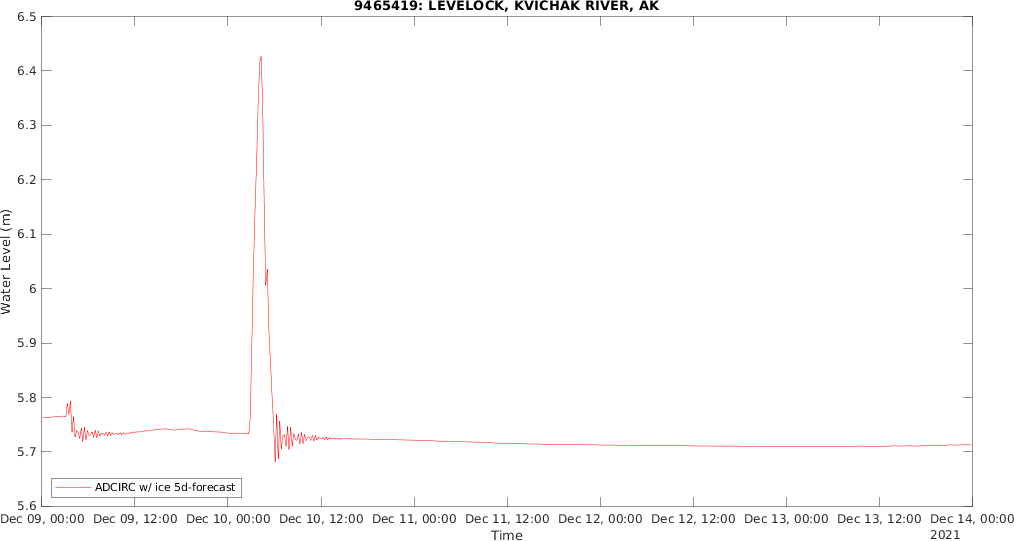 9465419: LEVELOCK, KVICHAK RIVER, AK
6.5
6.4
6.3
6.2
6.1
6
5.9
5.8
5.7
5.6
Water Level (m)
ADCIRC w/ ice 5d-forecast
Dec 09, 00:00 Dec 09, 12:00 Dec 10, 00:00 Dec 10, 12:00 Dec 11, 00:00 Dec 11, 12:00 Dec 12, 00:00 Dec 12, 12:00 Dec 13, 00:00 Dec 13, 12:00 Dec 14, 00:00
Time
2021